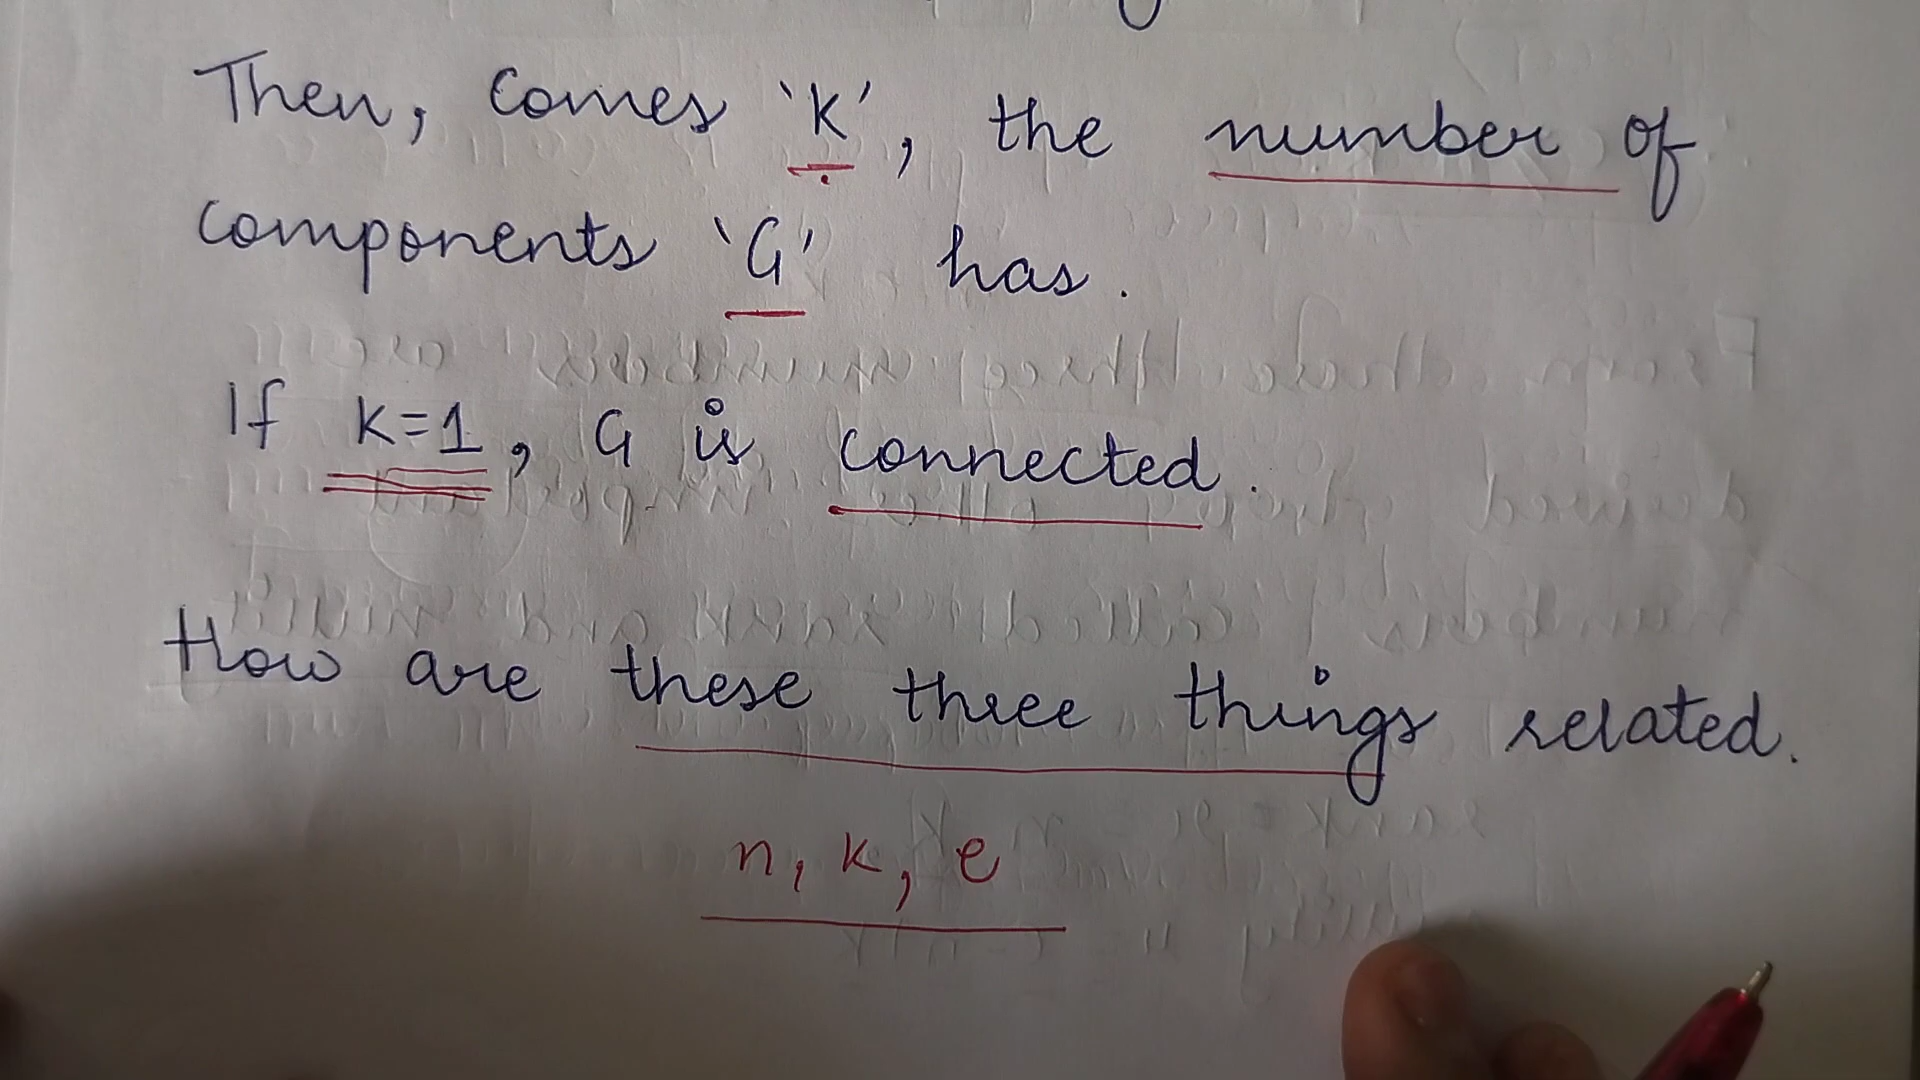 Then, comes 'K', the number of
components 'G' has.
If K=1, G is connected.
How are these three things related.
n, k, e